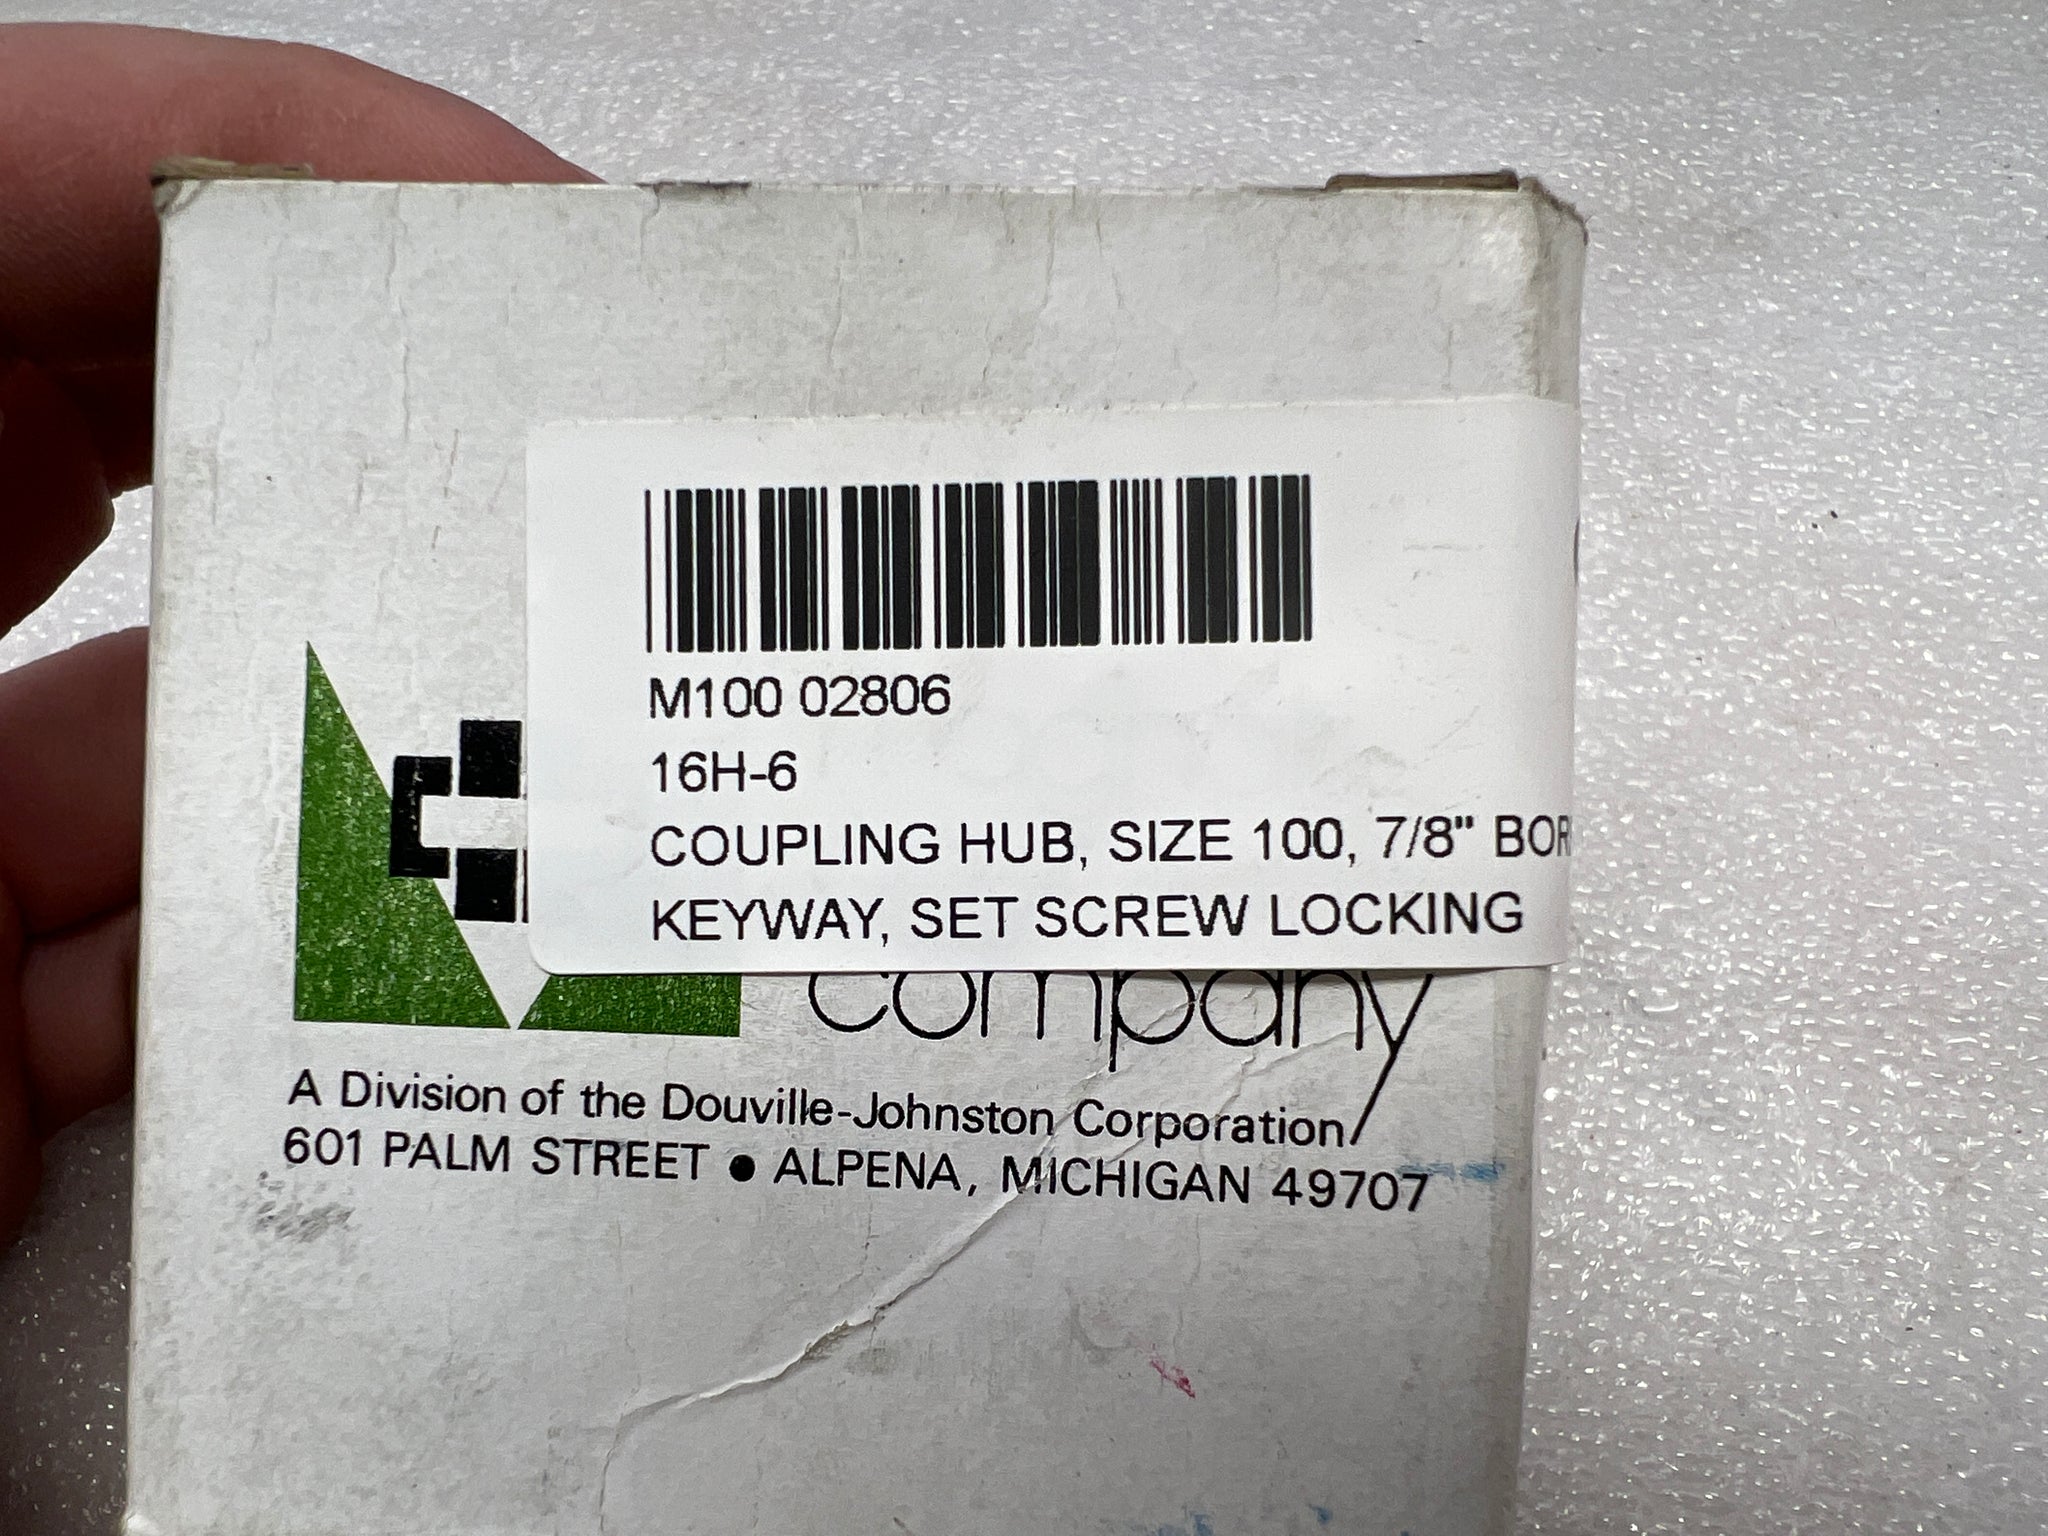 M100 02806
16H-6
COUPLING HUB, SIZE 100, 7/8" BOR
KEYWAY, SET SCREW LOCKING
company
A Division of the Douville-Johnston Corporation
601 PALM STREET ● ALPENA, MICHIGAN 49707